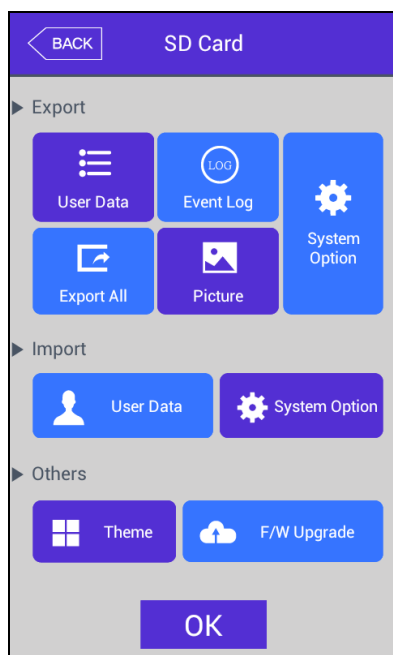 BACK
SD Card
Export
User Data
LOG
Event Log
System
Option
Export All
Picture
Import
User Data
System Option
Others
Theme
F/W Upgrade
OK